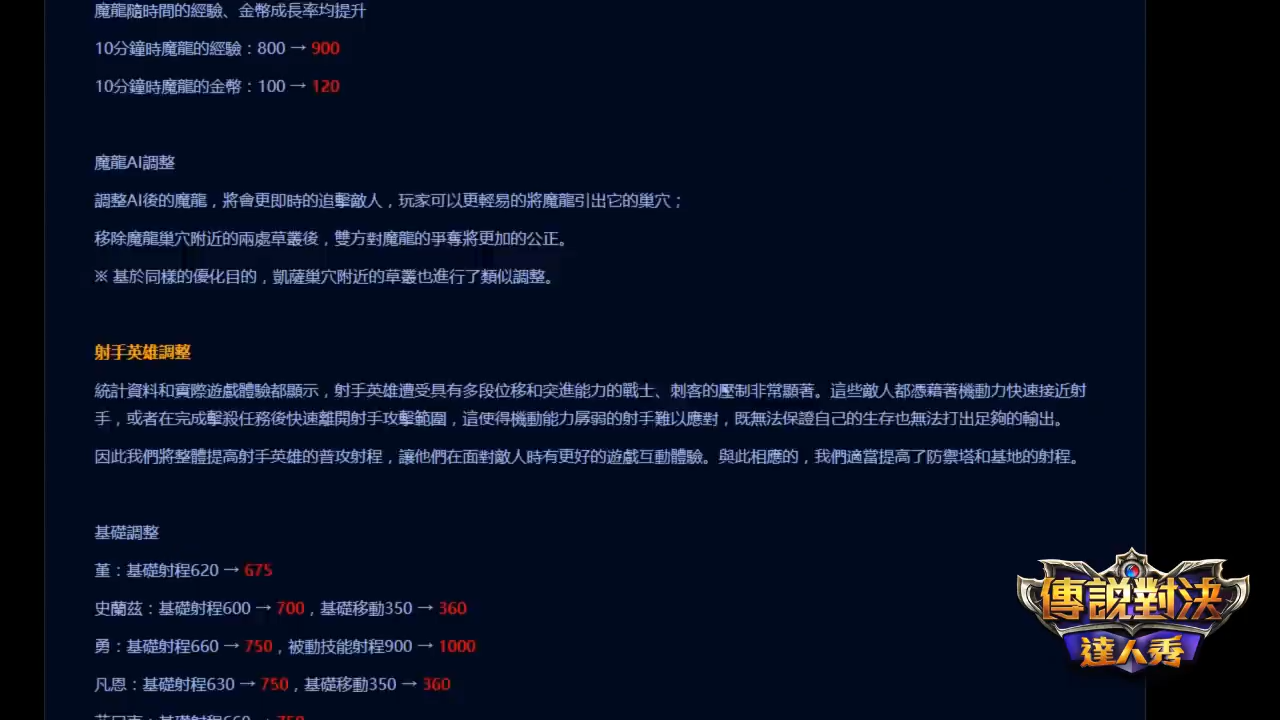 魔龍隨時間的經驗、金幣成長率均提升
10分鐘時魔龍的經驗：800 → 900
10分鐘時魔龍的金幣：100 → 120
魔龍AI調整
調整AI後的魔龍，將會更即時的追擊敵人，玩家可以更輕易的將魔龍引出它的巢穴；
移除魔龍巢穴附近的兩處草叢後，雙方對魔龍的爭奪將更加的公正。
※ 基於同樣的優化目的，凱薩巢穴附近的草叢也進行了類似調整。
射手英雄調整
統計資料和實際遊戲體驗都顯示，射手英雄遭受具有多段位移和突進能力的戰士、刺客的壓制非常顯著。這些敵人都憑藉著機動力快速接近射
手，或者在完成擊殺任務後快速離開射手攻擊範圍，這使得機動能力孱弱的射手難以應對，既無法保證自己的生存也無法打出足夠的輸出。
因此我們將整體提高射手英雄的普攻射程，讓他們在面對敵人時有更好的遊戲互動體驗。與此相應的，我們適當提高了防禦塔和基地的射程。
基礎調整
菫：基礎射程620 → 675
史蘭茲：基礎射程600 → 700，基礎移動350 → 360
勇：基礎射程660 → 750，被動技能射程900 → 1000
凡恩：基礎射程630 → 750，基礎移動350 → 360
傳說對決
達人秀